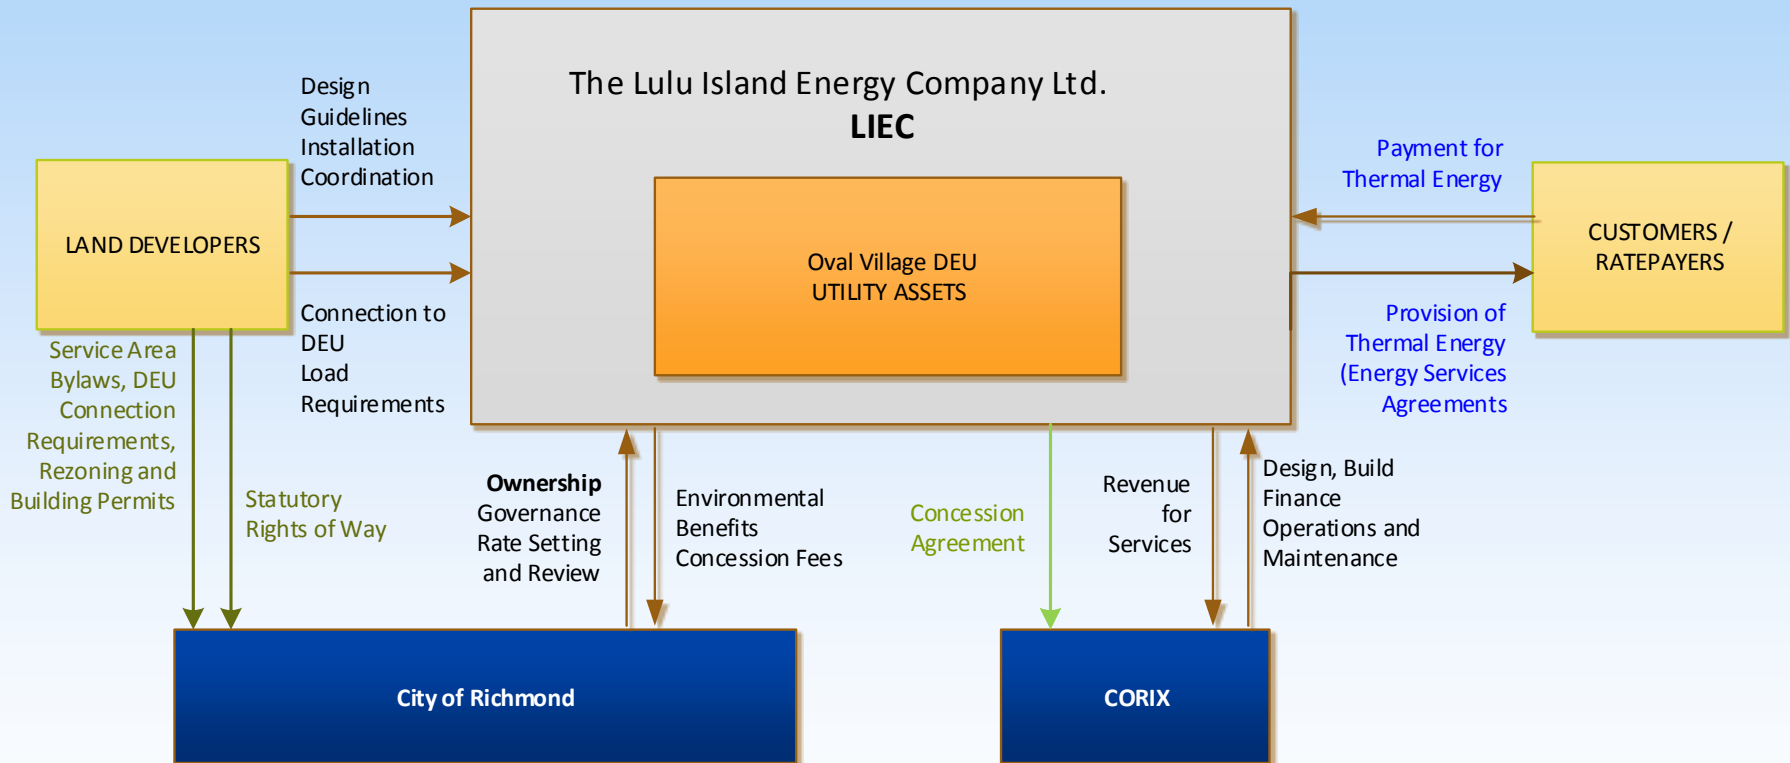 The Lulu Island Energy Company Ltd.
LIEC
Design
Guidelines
Installation
Coordination
LAND DEVELOPERS
Connection to
DEU
Load
Requirements
Oval Village DEU
UTILITY ASSETS
Payment for
Thermal Energy
CUSTOMERS /
RATEPAYERS
Provision of
Thermal Energy
(Energy Services
Agreements
Service Area
Bylaws, DEU
Connection
Requirements,
Rezoning and
Building Permits
Statutory
Rights of Way
Ownership
Governance
Rate Setting
and Review
Environmental
Benefits
Concession Fees
Concession
Agreement
Revenue
for
Services
Design, Build
Finance
Operations and
Maintenance
City of Richmond
CORIX